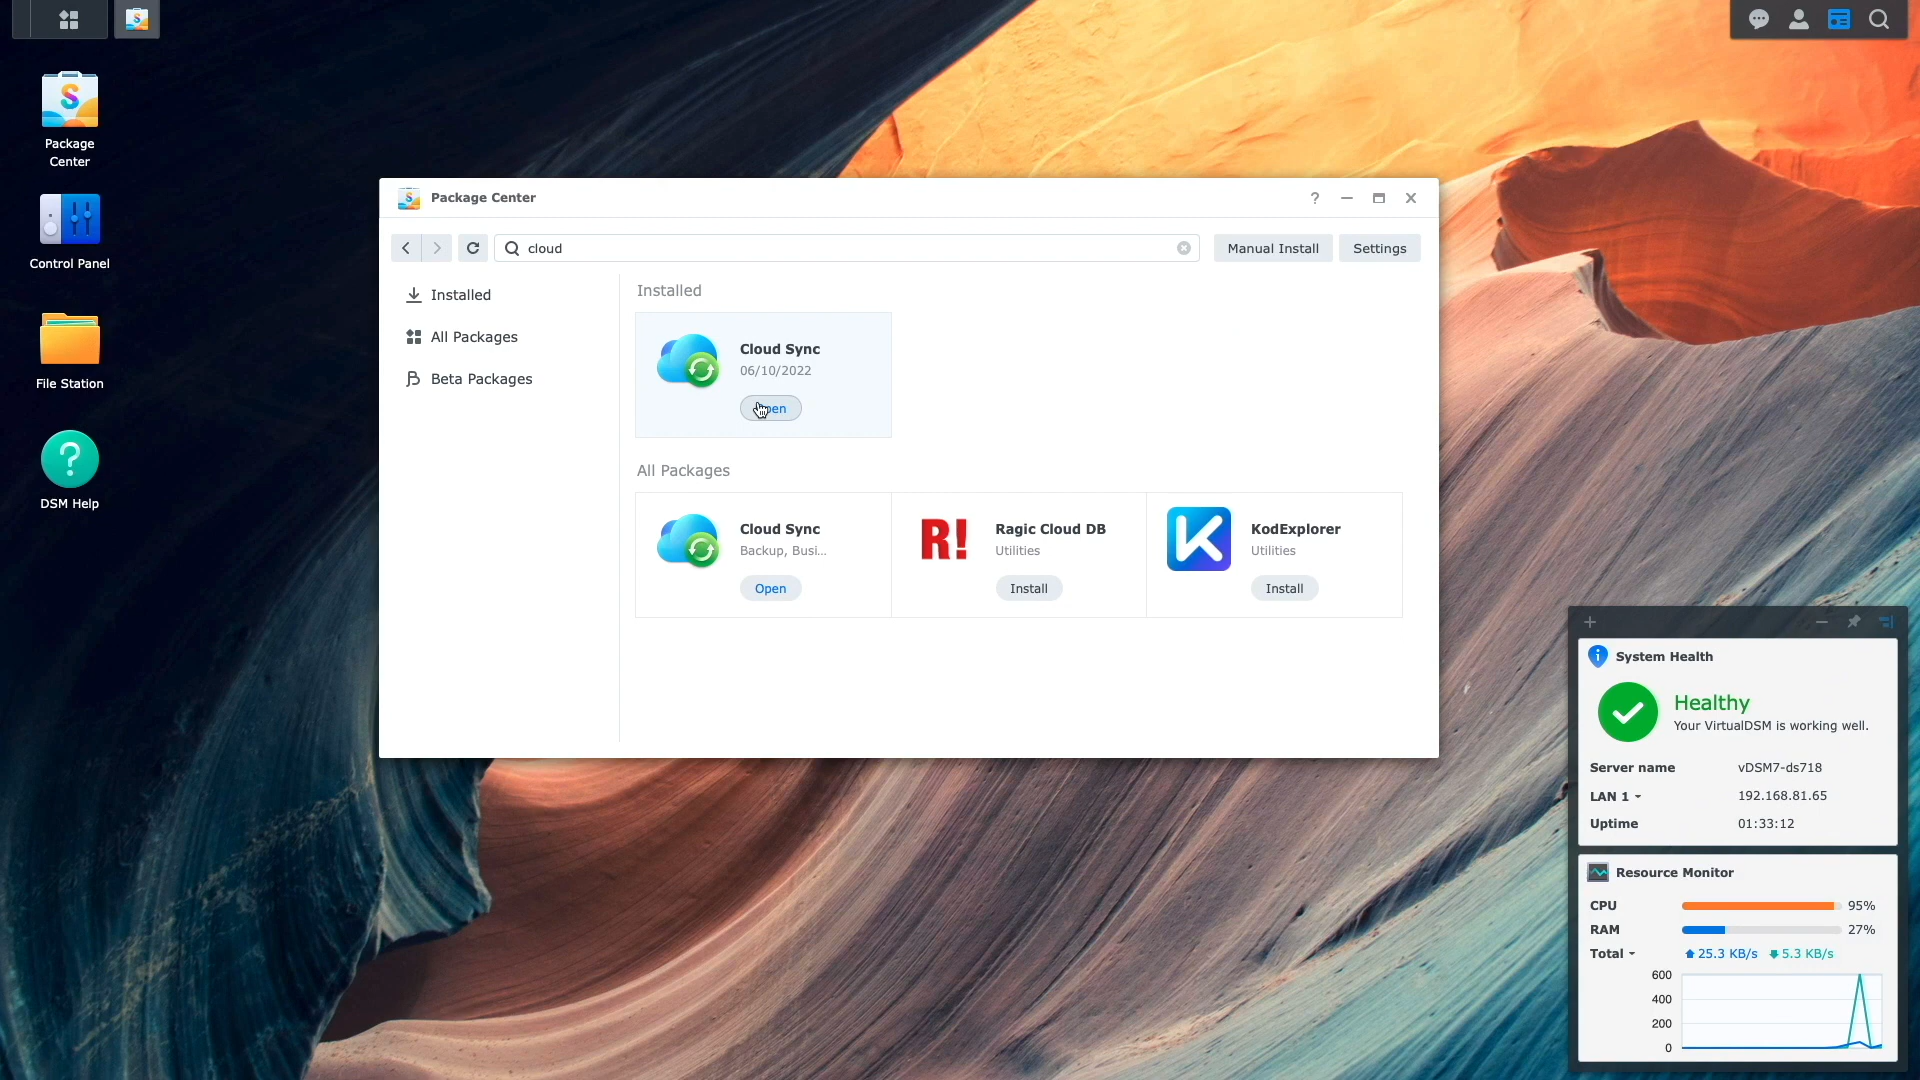 Package
Center
Control Panel
File Station
DSM Help
Package Center
cloud
Manual Install
Settings
Installed
All Packages
Beta Packages
Installed
Cloud Sync
06/10/2022
All Packages
Cloud Sync
Backup, Busi...
Open
R!
Ragic Cloud DB
Utilities
Install
KodExplorer
Utilities
Install
System Health
Healthy
Your VirtualDSM is working well.
Server name vDSM7-ds718
LAN 1 192.168.81.65
Uptime 01:33:12
Resource Monitor
CPU 95%
RAM 27%
Total 25.3 KB/s 5.3 KB/s
600
400
200
0